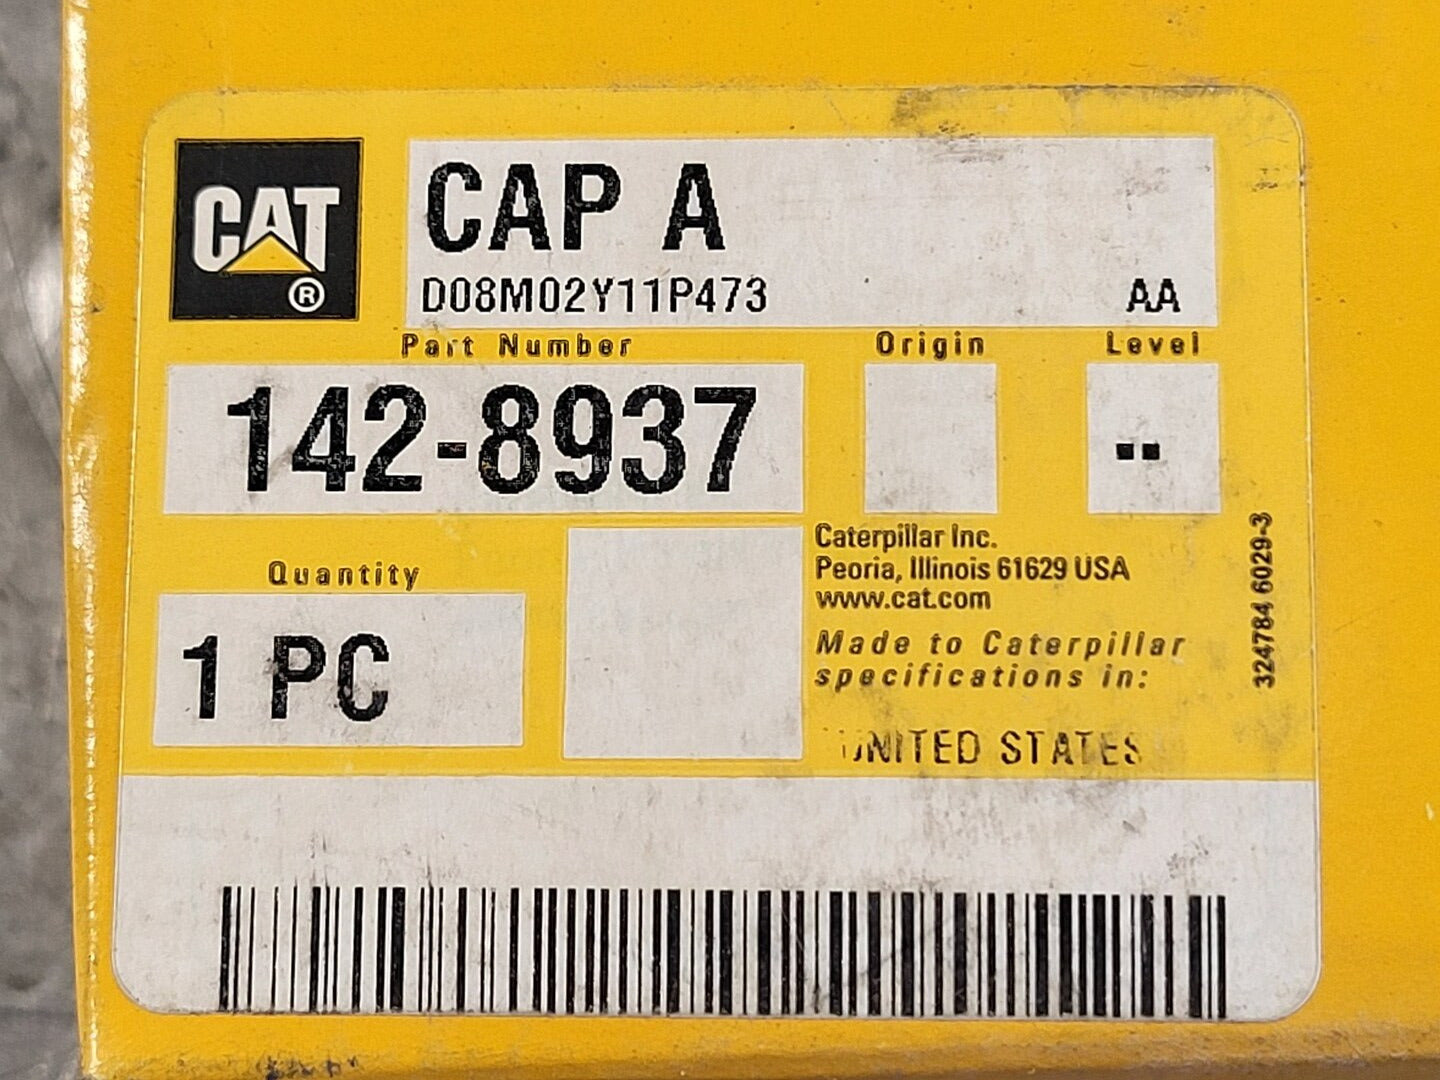 CAT
®
CAP A
D08M02Y11P473 AA
Part Number Origin Level
142-8937 --
Quantity
1 PC
Caterpillar Inc.
Peoria, Illinois 61629 USA
www.cat.com
Made to Caterpillar
specifications in:
UNITED STATES
324784 6029-3